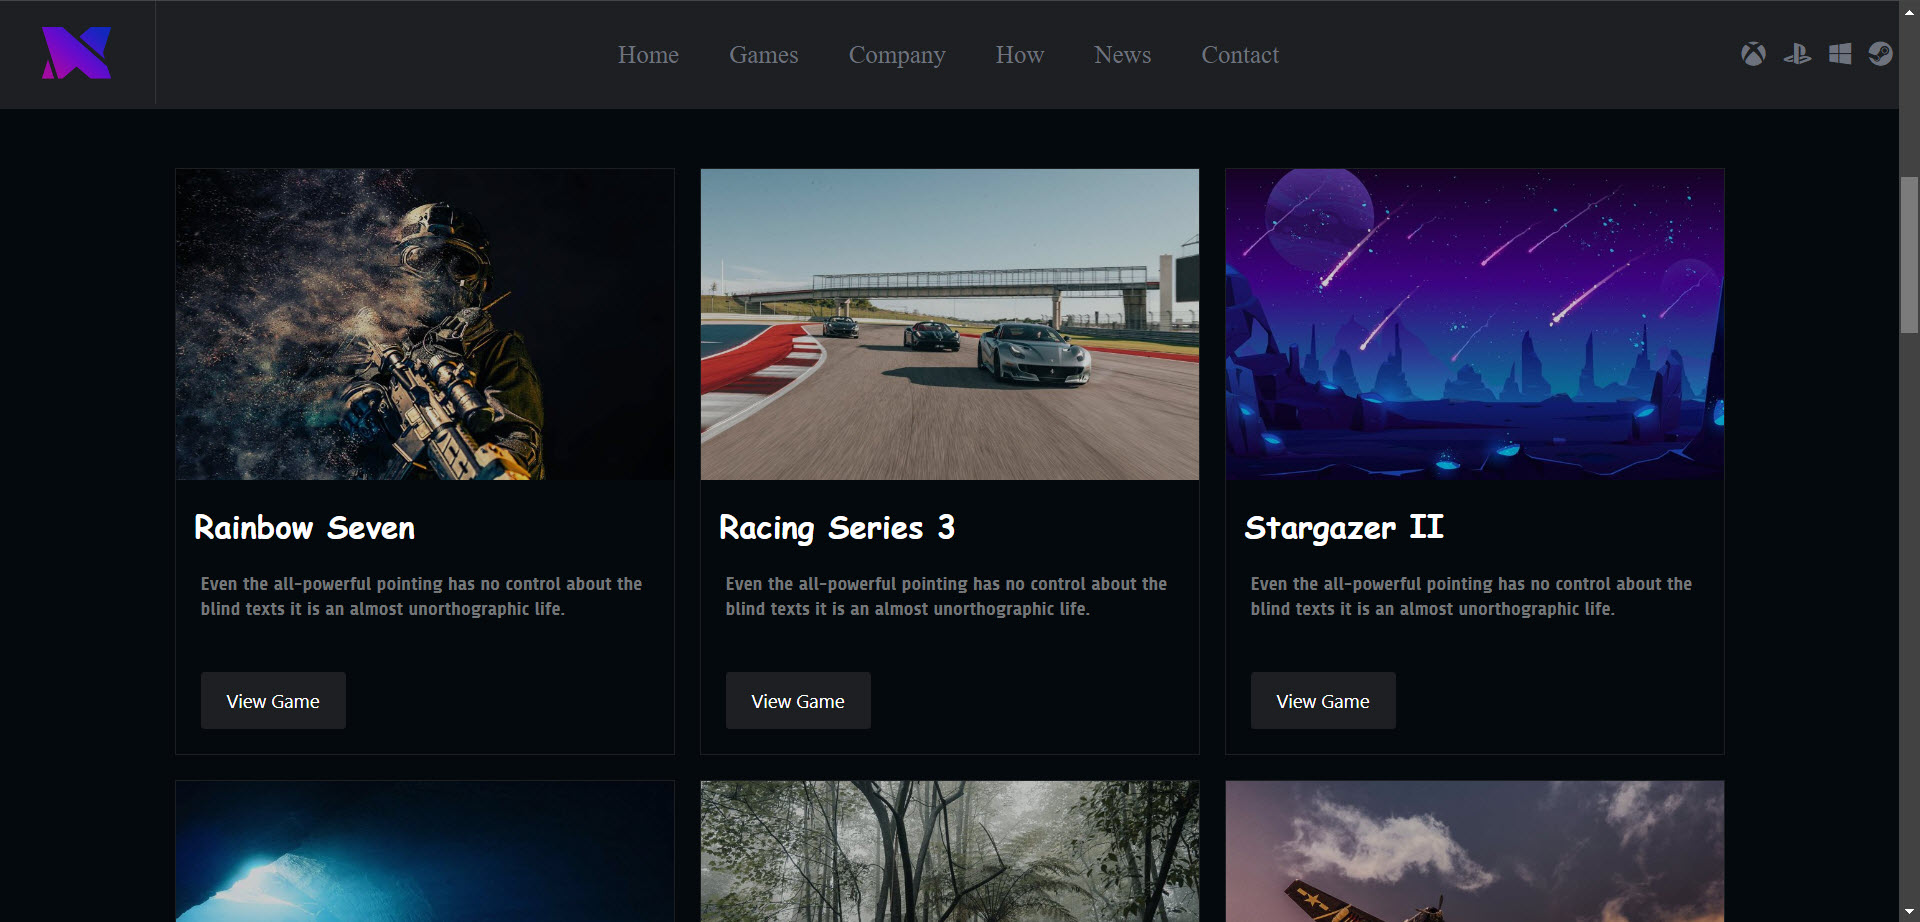 Home Games Company How News Contact
Rainbow Seven
Even the all-powerful pointing has no control about the
blind texts it is an almost unorthographic life.
View Game
Racing Series 3
Even the all-powerful pointing has no control about the
blind texts it is an almost unorthographic life.
View Game
Stargazer II
Even the all-powerful pointing has no control about the
blind texts it is an almost unorthographic life.
View Game